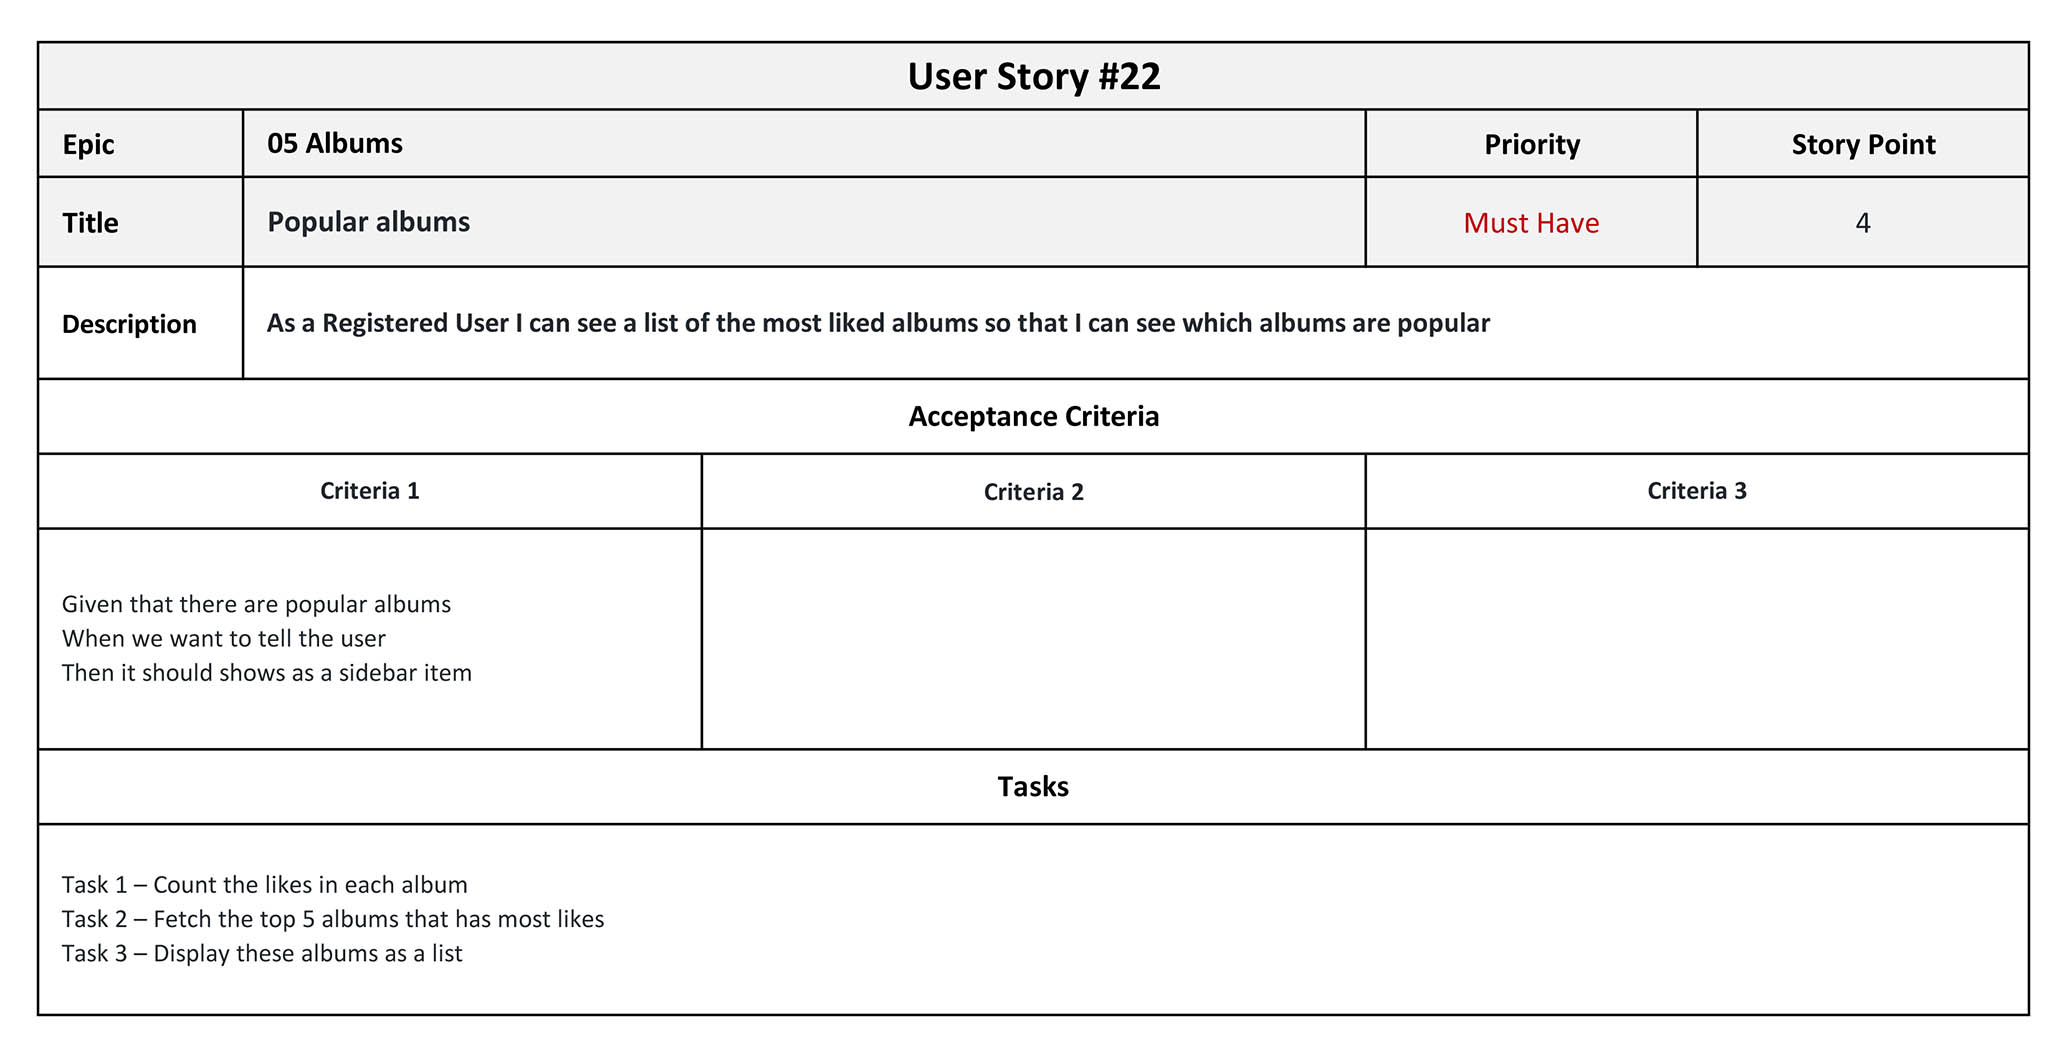 User Story #22
Epic
05 Albums
Priority
Story Point
Title
Popular albums
Must Have
4
Description
As a Registered User I can see a list of the most liked albums so that I can see which albums are popular
Acceptance Criteria
Criteria 1
Criteria 2
Criteria 3
Given that there are popular albums
When we want to tell the user
Then it should shows as a sidebar item
Tasks
Task 1 – Count the likes in each album
Task 2 – Fetch the top 5 albums that has most likes
Task 3 – Display these albums as a list